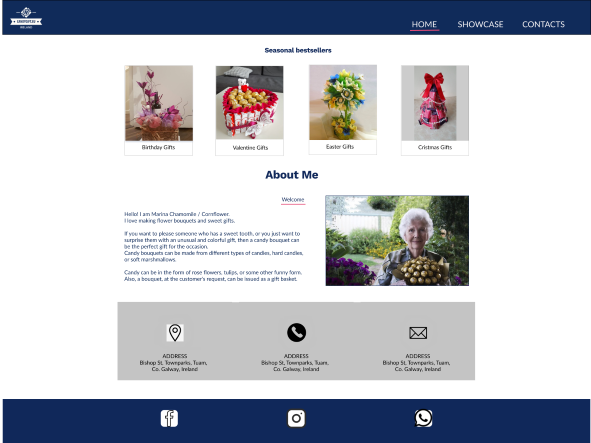 HOME SHOWCASE CONTACTS
Seasonal bestsellers
Birthday Gifts
Valentine Gifts
Easter Gifts
Cristmas Gifts
About Me
Welcome
Hello! I am Marina Chamomile / Cornflower.
I love making flower bouquets and sweet gifts.
If you want to please someone who has a sweet tooth, or you just want to
surprise them with an unusual and colorful gift, then a candy bouquet can
be the perfect gift for the occasion.
Candy bouquets can be made from different types of candies, hard candies,
or soft marshmallows.
Candy can be in the form of rose flowers, tulips, or some other funny form.
Also, a bouquet, at the customer's request, can be issued as a gift basket.
ADDRESS
Bishop St, Townparks, Tuam,
Co. Galway, Ireland
ADDRESS
Bishop St, Townparks, Tuam,
Co. Galway, Ireland
ADDRESS
Bishop St, Townparks, Tuam,
Co. Galway, Ireland